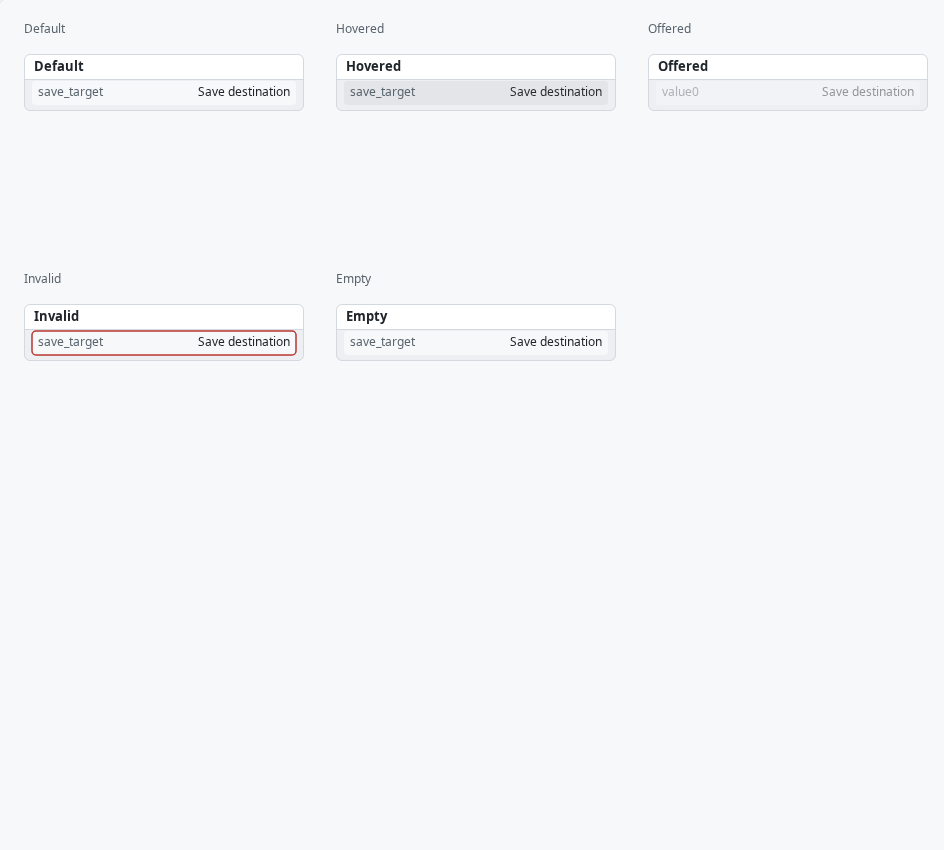 Default
Hovered
Offered
Default
Hovered
Offered
save_target Save destination
save_target Save destination
value0 Save destination
Invalid
Empty
Invalid
Empty
save_target Save destination
save_target Save destination